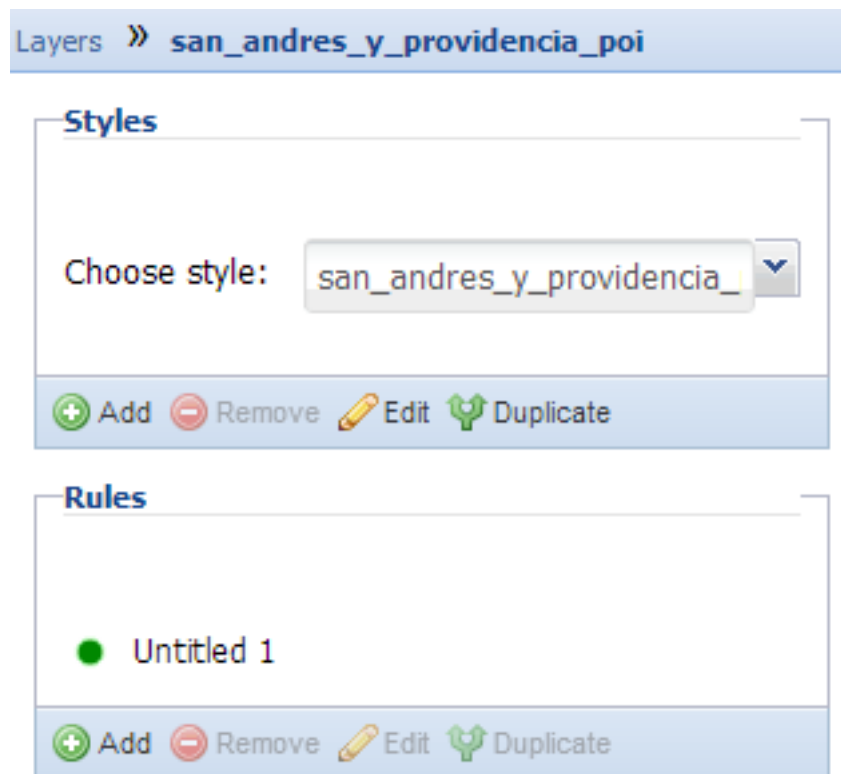 Layers » san_andres_y_providencia_poi
Styles
Choose style: san_andres_y_providencia_
Add Remove Edit Duplicate
Rules
Untitled 1
Add Remove Edit Duplicate